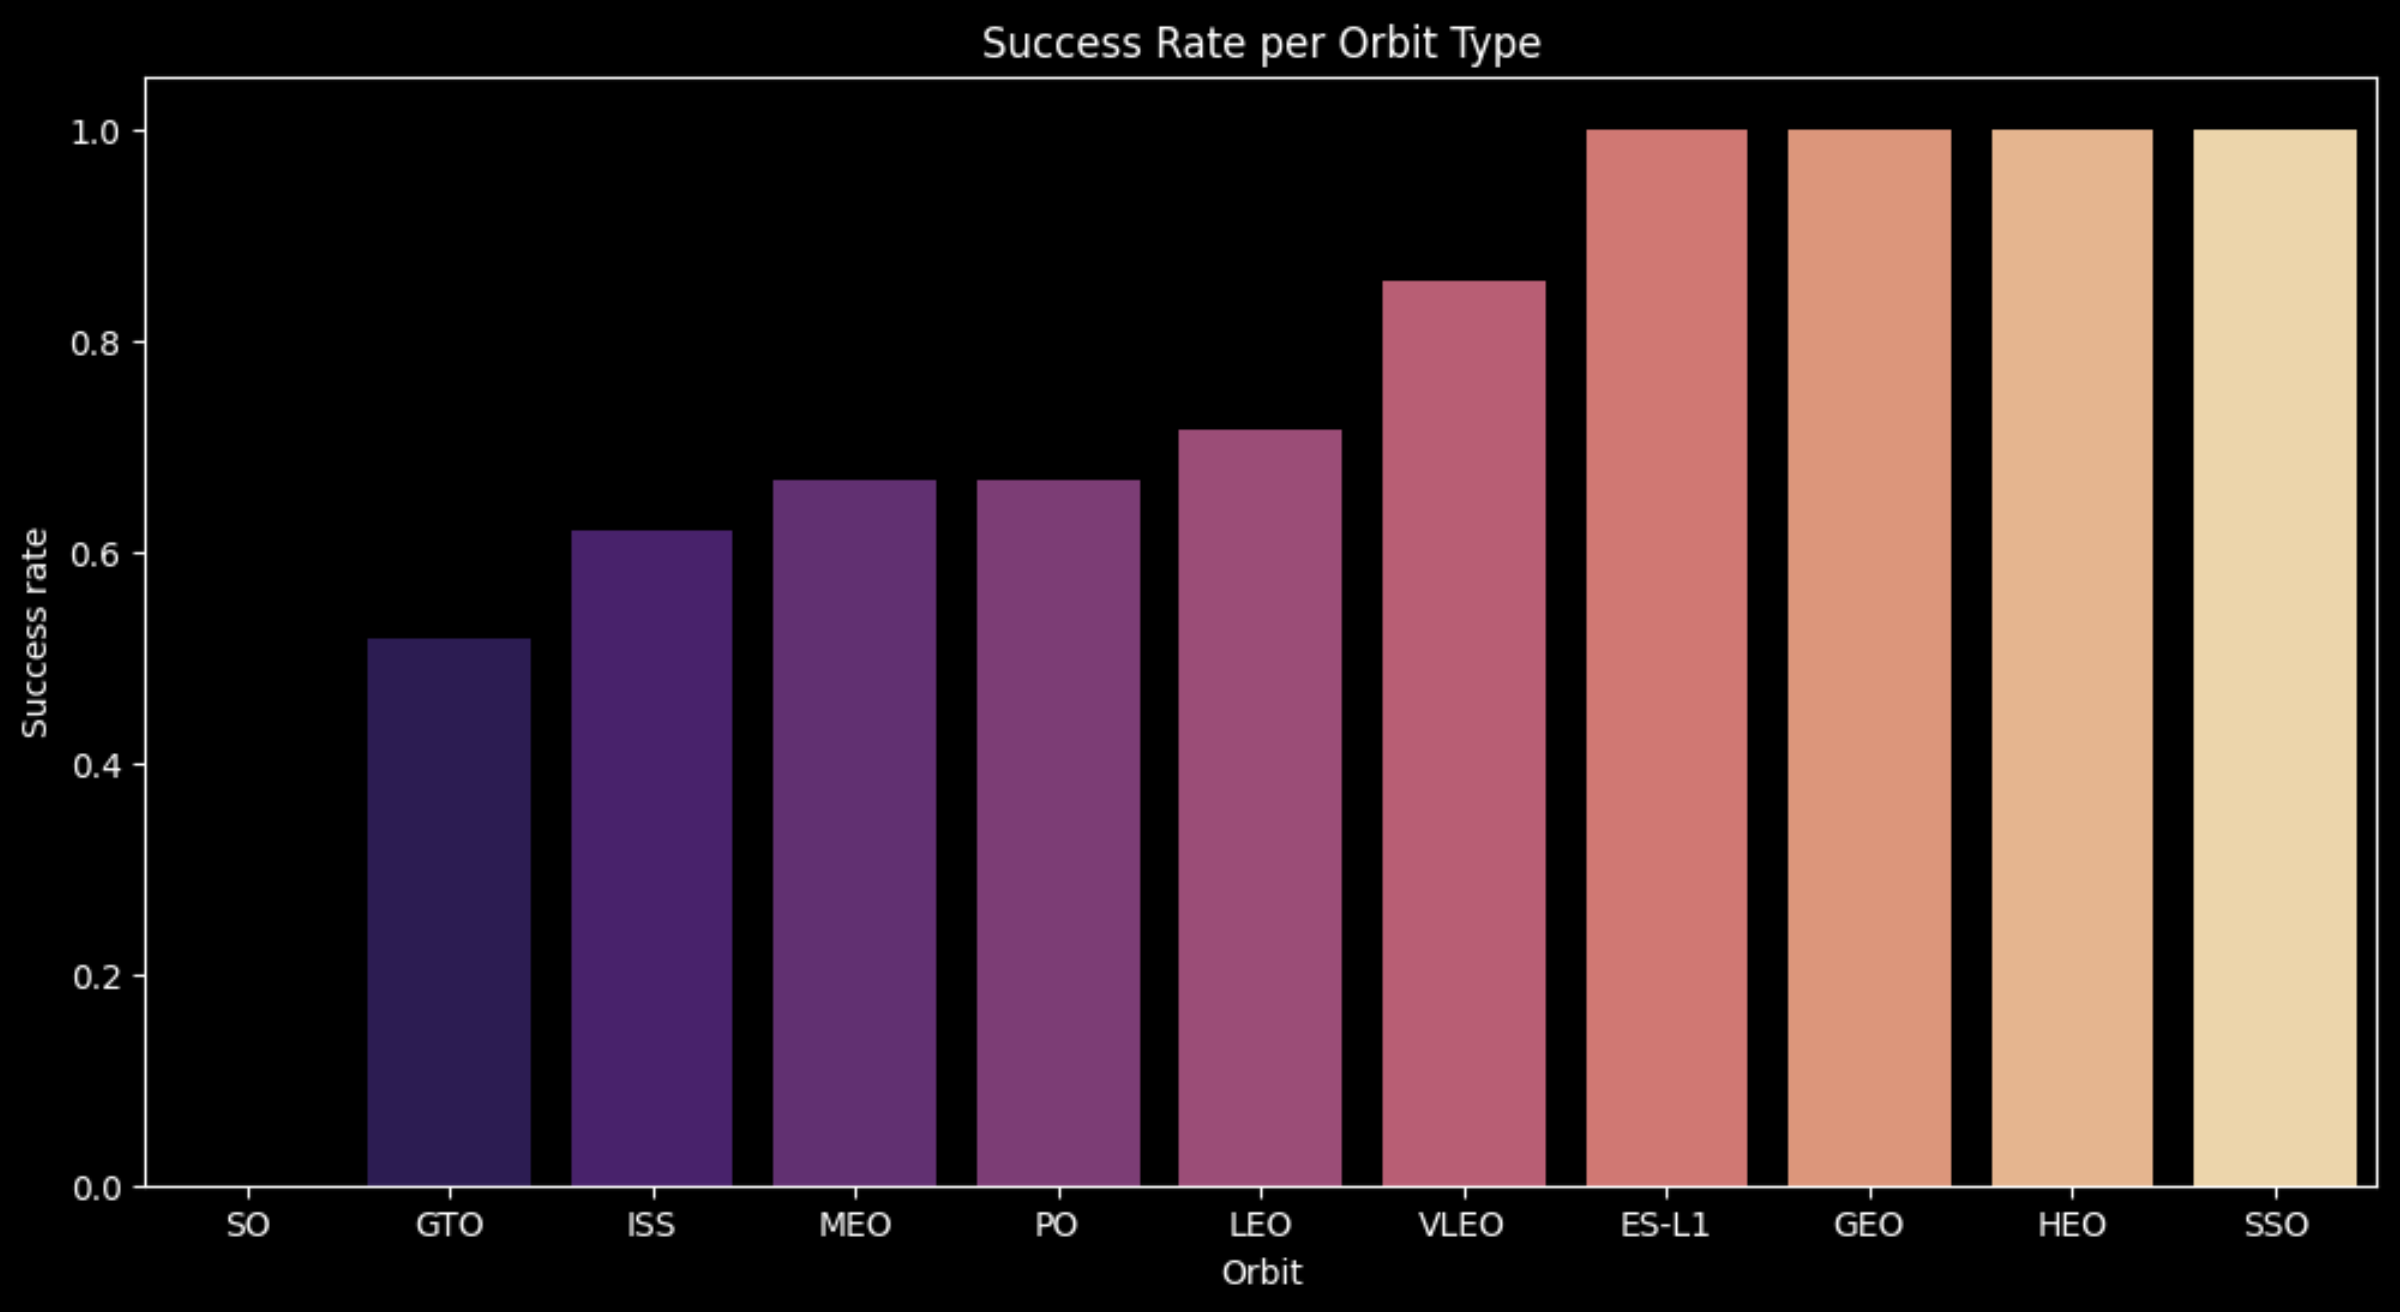 Success Rate per Orbit Type
1.0
0.8
0.6
0.4
0.2
0.0
Success rate
SO GTO ISS MEO PO LEO VLEO ES-L1 GEO HEO SSO
Orbit